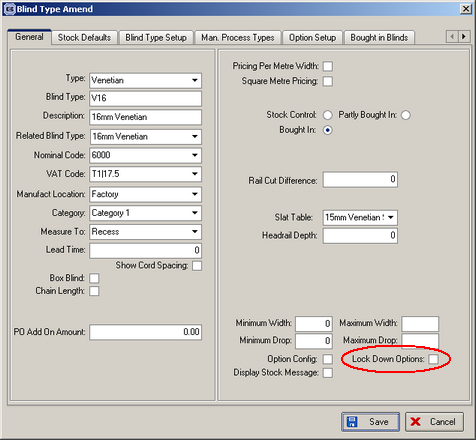 Blind Type Amend
General Stock Defaults Blind Type Setup Man. Process Types Option Setup Bought in Blinds
Type: Venetian
Blind Type: V16
Description: 16mm Venetian
Related Blind Type: 16mm Venetian
Nominal Code: 6000
VAT Code: T1|17.5
Manufact Location: Factory
Category: Category 1
Measure To: Recess
Lead Time: 0
Show Cord Spacing:
Box Blind:
Chain Length:
PO Add On Amount: 0.00
Pricing Per Metre Width:
Square Metre Pricing:
Stock Control: Partly Bought In:
Bought In:
Rail Cut Difference: 0
Slat Table: 15mm Venetian
Headrail Depth: 0
Minimum Width: 0 Maximum Width:
Minimum Drop: 0 Maximum Drop:
Option Config: Lock Down Options:
Display Stock Message:
Save Cancel